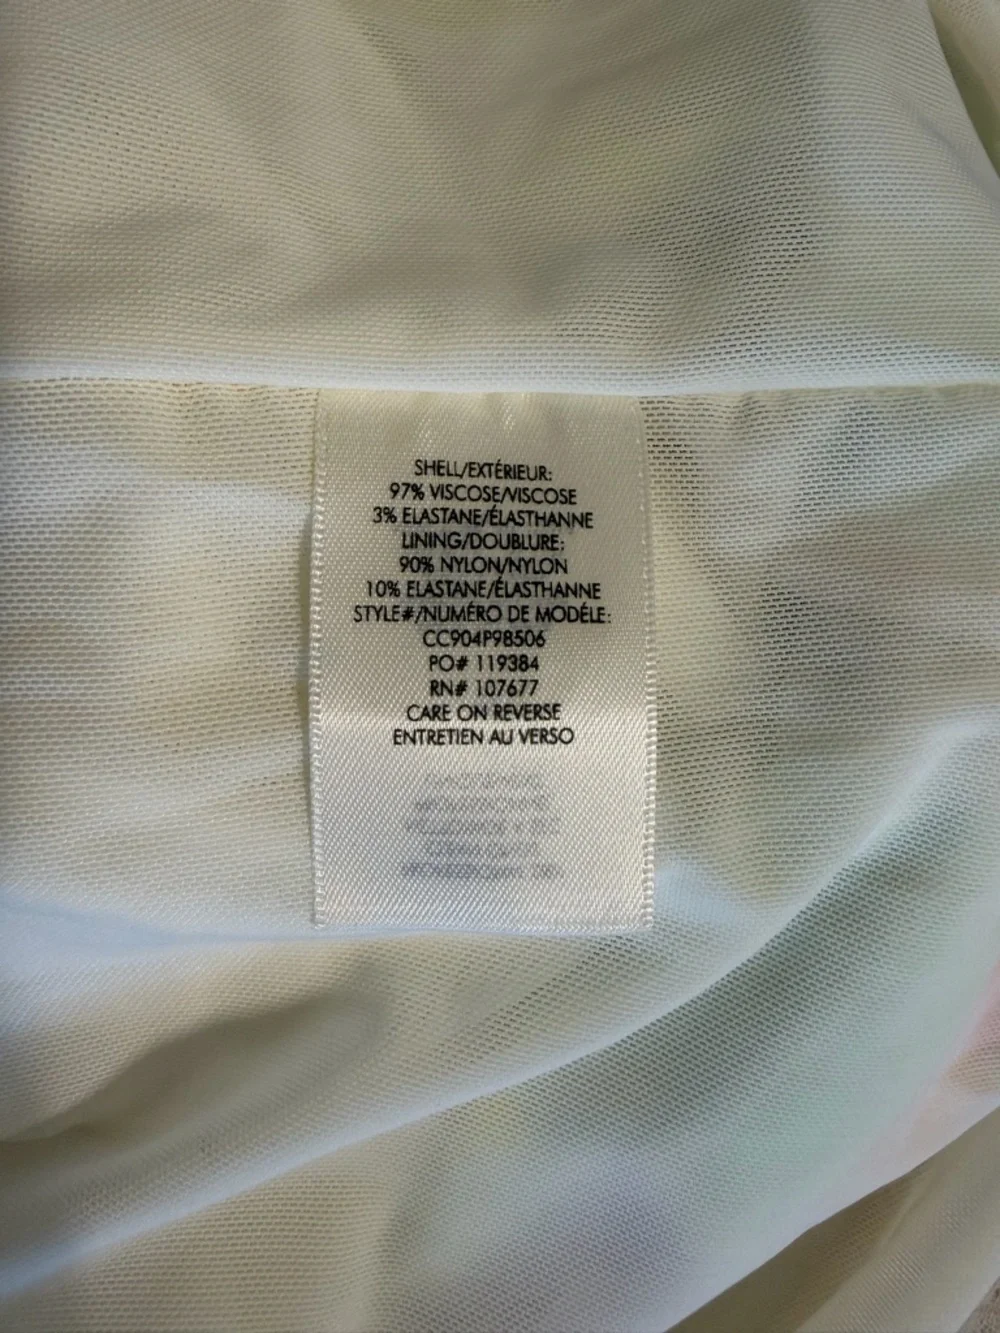 SHELL/EXTÉRIEUR:
97% VISCOSE/VISCOSE
3% ELASTANE/ÉLASTHANNE
LINING/DOUBLURE:
90% NYLON/NYLON
10% ELASTANE/ÉLASTHANNE
STYLE#/NUMÉRO DE MODÉLE:
CC904P98506
PO# 119384
RN# 107677
CARE ON REVERSE
ENTRETIEN AU VERSO